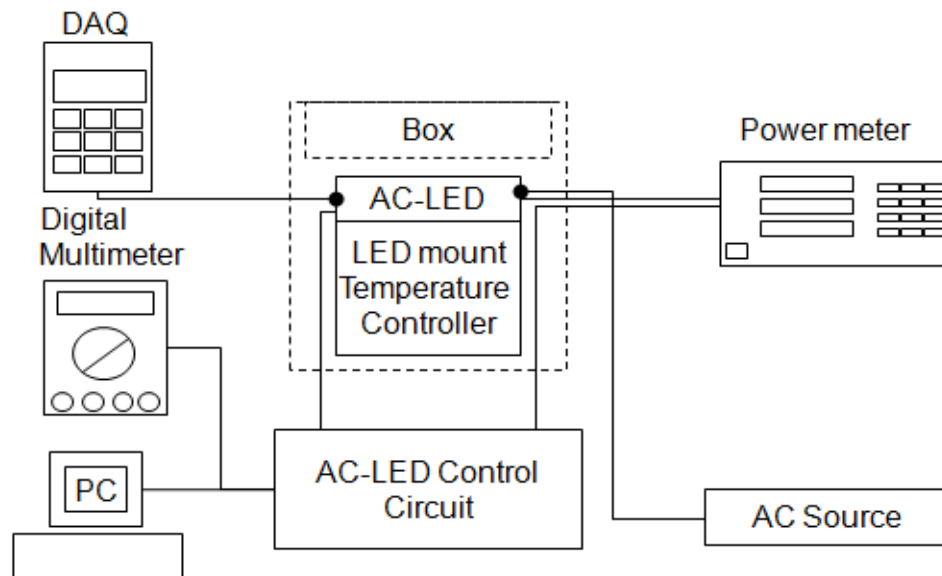 DAQ
Box
Power meter
AC-LED
Digital
Multimeter
LED mount
Temperature
Controller
AC-LED Control
Circuit
PC
AC Source